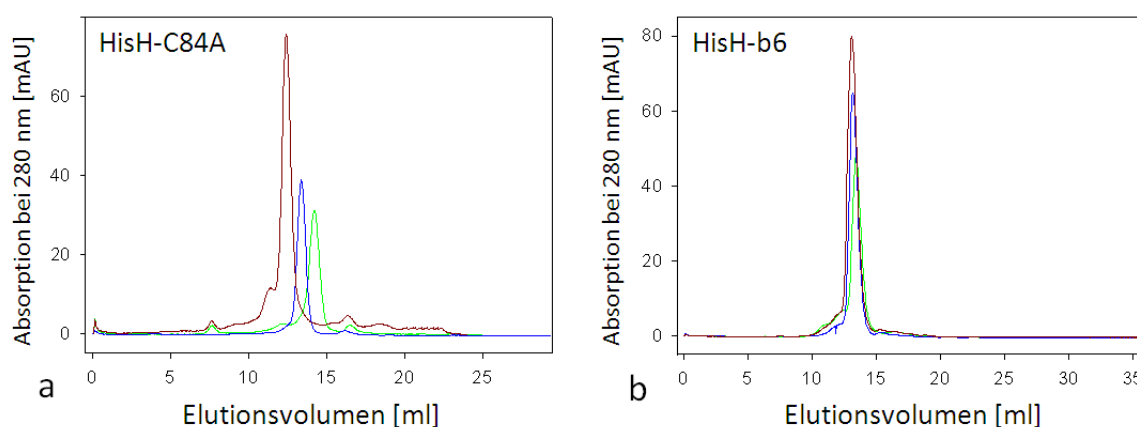 HisH-C84A
Absorption bei 280 nm [mAU]
60
40
20
0
0 5 10 15 20 25
Elutionsvolumen [ml]
a
HisH-b6
Absorption bei 280 nm [mAU]
80
60
40
20
0
0 5 10 15 20 25 30 35
Elutionsvolumen [ml]
b